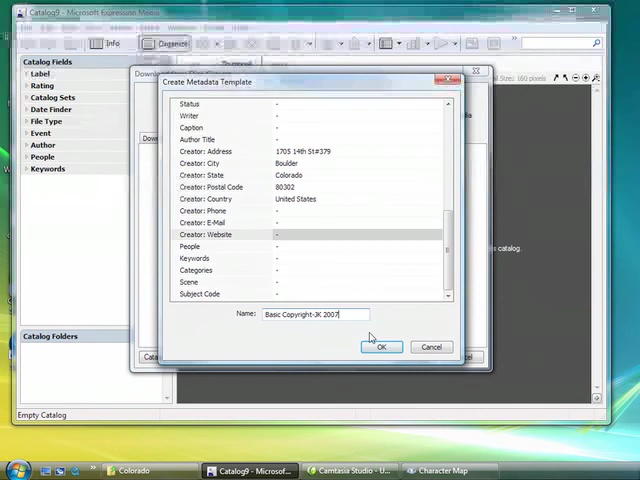 Catalog9 - Microsoft Expression Media
Info
Organize
Catalog Fields
Label
Rating
Catalog Sets
Date Finder
File Type
Event
Author
People
Keywords
Catalog Folders
Empty Catalog
160 pixels
s catalog.
Create Metadata Template
Status -
Writer -
Caption -
Author Title -
Creator: Address 1705 14th St#379
Creator: City Boulder
Creator: State Colorado
Creator: Postal Code 80302
Creator: Country United States
Creator: Phone -
Creator: E-Mail -
Creator: Website -
People -
Keywords -
Categories -
Scene -
Subject Code -
Name: Basic Copyright-JK 2007
OK
Cancel
Colorado
Catalog9 - Microsof...
Camtasia Studio - U...
Character Map